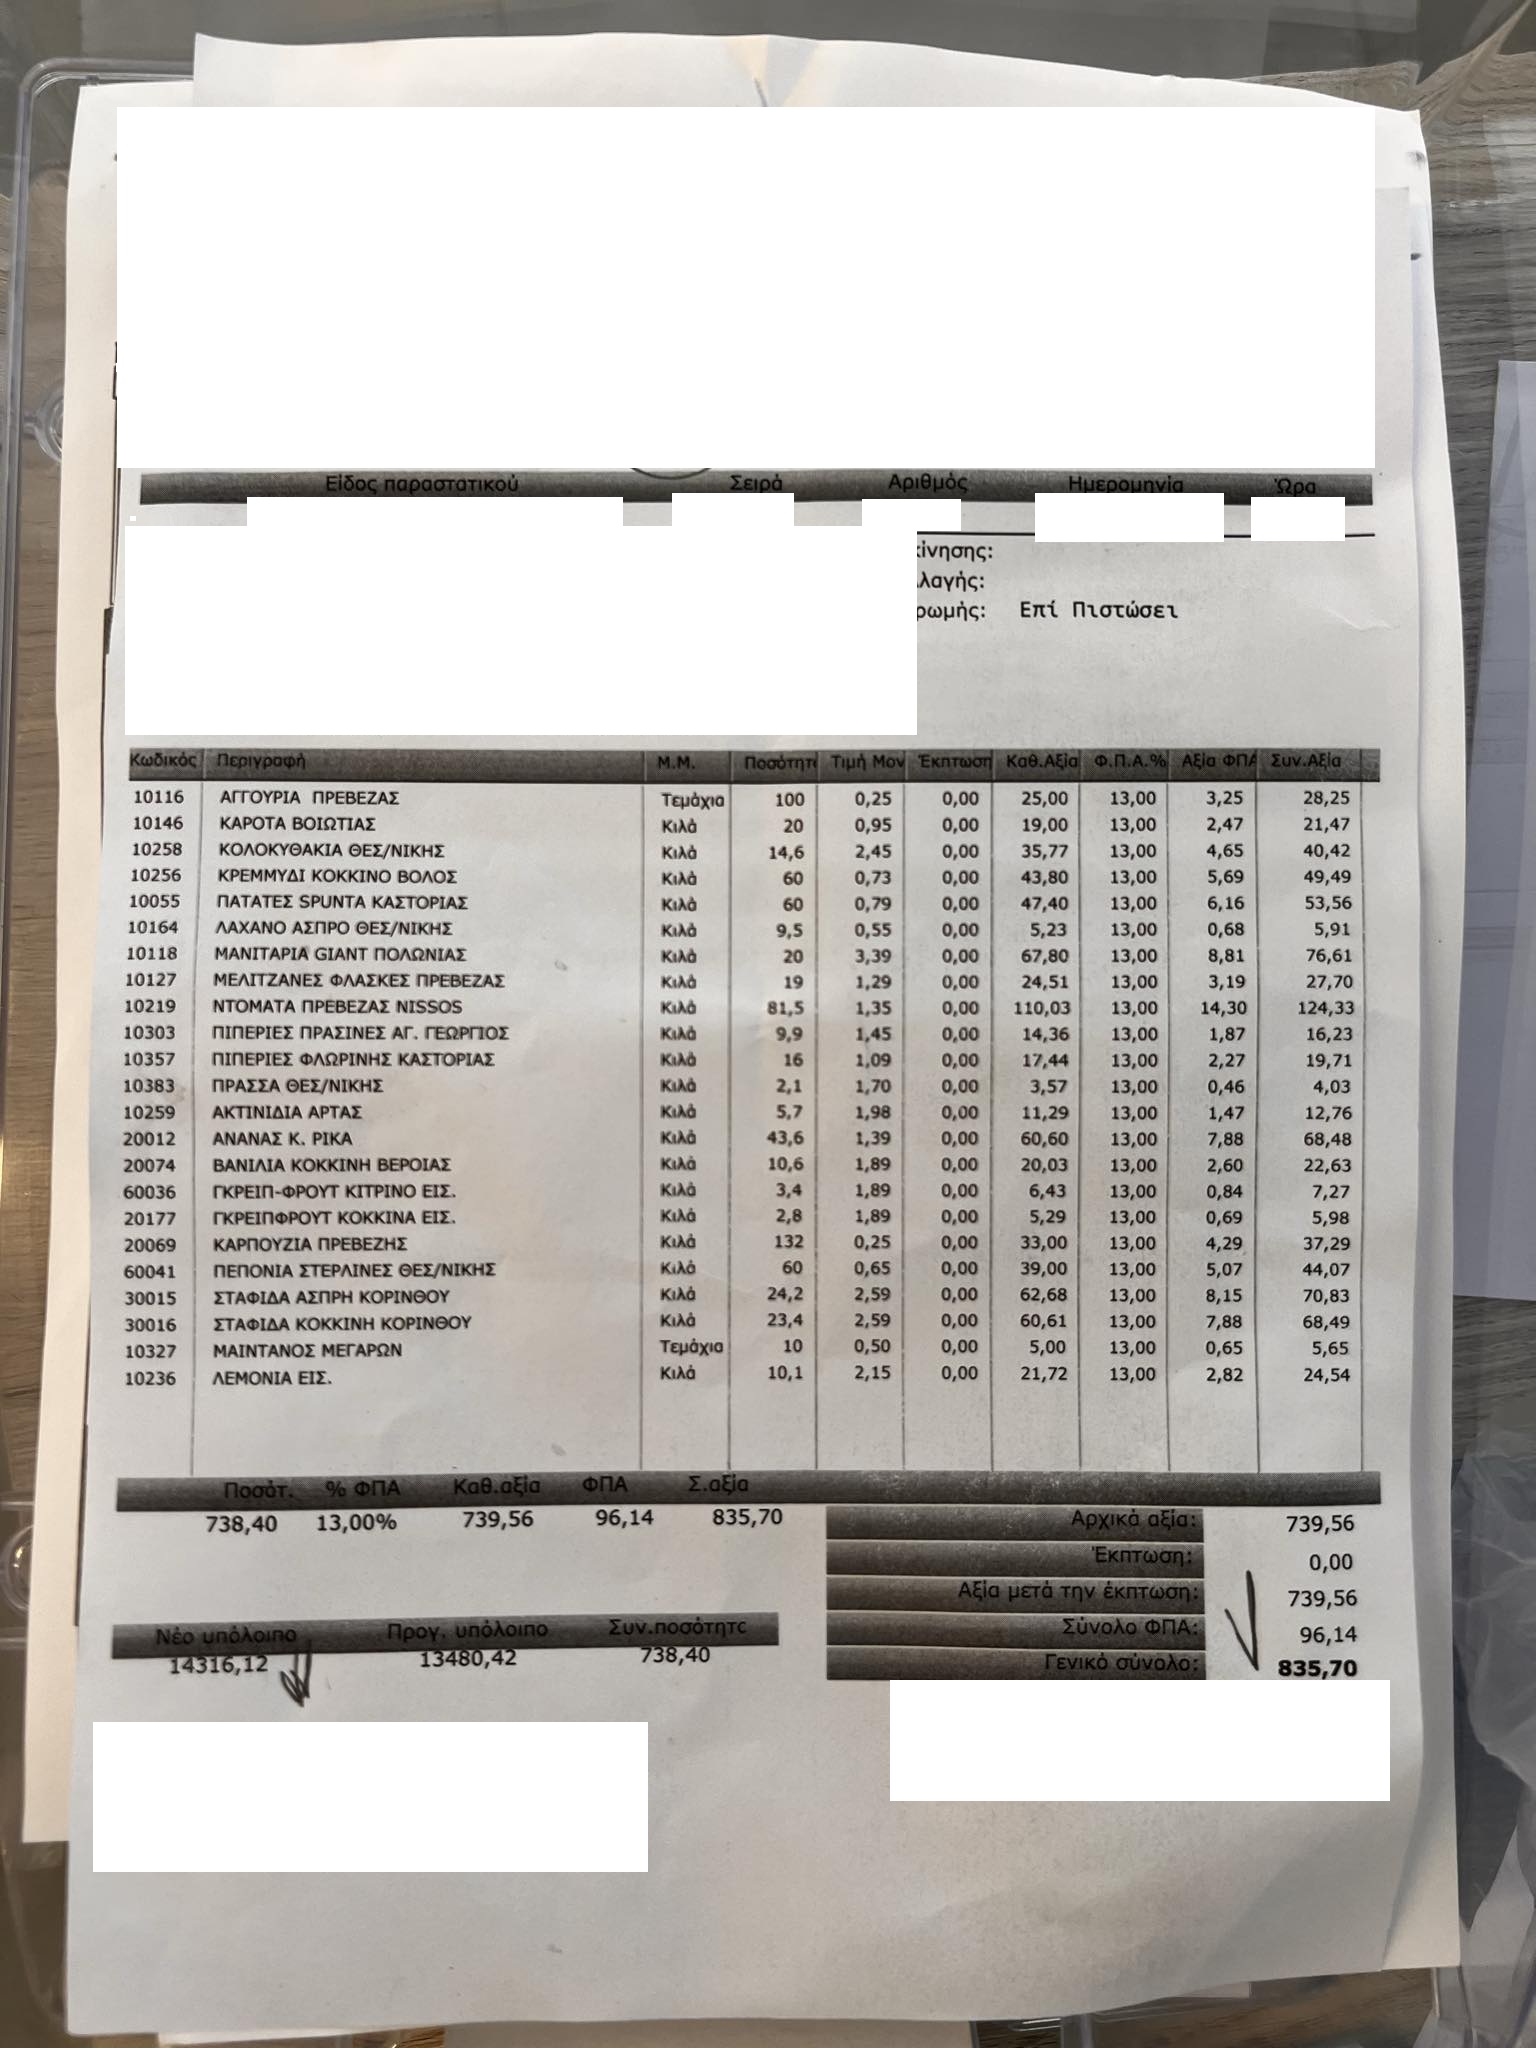 Είδος παραστατικού Σειρά Αριθμός Ημερομηνία Ώρα
κίνησης:
λαγής:
ρωμής: Επί Πιστώσει
Κωδικός Περιγραφή Μ.Μ. Ποσότητ Τιμή Μον Έκπτωση Καθ.Αξία Φ.Π.Α.% Αξία ΦΠΑ Συν.Αξία
10116 ΑΓΓΟΥΡΙΑ ΠΡΕΒΕΖΑΣ Τεμάχια 100 0,25 0,00 25,00 13,00 3,25 28,25
10146 ΚΑΡΟΤΑ ΒΟΙΩΤΙΑΣ Κιλά 20 0,95 0,00 19,00 13,00 2,47 21,47
10258 ΚΟΛΟΚΥΘΑΚΙΑ ΘΕΣ/ΝΙΚΗΣ Κιλά 14,6 2,45 0,00 35,77 13,00 4,65 40,42
10256 ΚΡΕΜΜΥΔΙ ΚΟΚΚΙΝΟ ΒΟΛΟΣ Κιλά 60 0,73 0,00 43,80 13,00 5,69 49,49
10055 ΠΑΤΑΤΕΣ SPUNTA ΚΑΣΤΟΡΙΑΣ Κιλά 60 0,79 0,00 47,40 13,00 6,16 53,56
10164 ΛΑΧΑΝΟ ΑΣΠΡΟ ΘΕΣ/ΝΙΚΗΣ Κιλά 9,5 0,55 0,00 5,23 13,00 0,68 5,91
10118 ΜΑΝΙΤΑΡΙΑ GIANT ΠΟΛΩΝΙΑΣ Κιλά 20 3,39 0,00 67,80 13,00 8,81 76,61
10127 ΜΕΛΙΤΖΑΝΕΣ ΦΛΑΣΚΕΣ ΠΡΕΒΕΖΑΣ Κιλά 19 1,29 0,00 24,51 13,00 3,19 27,70
10219 ΝΤΟΜΑΤΑ ΠΡΕΒΕΖΑΣ NISSOS Κιλά 81,5 1,35 0,00 110,03 13,00 14,30 124,33
10303 ΠΙΠΕΡΙΕΣ ΠΡΑΣΙΝΕΣ ΑΓ. ΓΕΩΡΓΙΟΣ Κιλά 9,9 1,45 0,00 14,36 13,00 1,87 16,23
10357 ΠΙΠΕΡΙΕΣ ΦΛΩΡΙΝΗΣ ΚΑΣΤΟΡΙΑΣ Κιλά 16 1,09 0,00 17,44 13,00 2,27 19,71
10383 ΠΡΑΣΣΑ ΘΕΣ/ΝΙΚΗΣ Κιλά 2,1 1,70 0,00 3,57 13,00 0,46 4,03
10259 ΑΚΤΙΝΙΔΙΑ ΑΡΤΑΣ Κιλά 5,7 1,98 0,00 11,29 13,00 1,47 12,76
20012 ΑΝΑΝΑΣ Κ. ΡΙΚΑ Κιλά 43,6 1,39 0,00 60,60 13,00 7,88 68,48
20074 ΒΑΝΙΛΙΑ ΚΟΚΚΙΝΗ ΒΕΡΟΙΑΣ Κιλά 10,6 1,89 0,00 20,03 13,00 2,60 22,63
60036 ΓΚΡΕΙΠ-ΦΡΟΥΤ ΚΙΤΡΙΝΟ ΕΙΣ. Κιλά 3,4 1,89 0,00 6,43 13,00 0,84 7,27
20177 ΓΚΡΕΙΠΦΡΟΥΤ ΚΟΚΚΙΝΑ ΕΙΣ. Κιλά 2,8 1,89 0,00 5,29 13,00 0,69 5,98
20069 ΚΑΡΠΟΥΖΙΑ ΠΡΕΒΕΖΗΣ Κιλά 132 0,25 0,00 33,00 13,00 4,29 37,29
60041 ΠΕΠΟΝΙΑ ΣΤΕΡΛΙΝΕΣ ΘΕΣ/ΝΙΚΗΣ Κιλά 60 0,65 0,00 39,00 13,00 5,07 44,07
30015 ΣΤΑΦΙΔΑ ΑΣΠΡΗ ΚΟΡΙΝΘΟΥ Κιλά 24,2 2,59 0,00 62,68 13,00 8,15 70,83
30016 ΣΤΑΦΙΔΑ ΚΟΚΚΙΝΗ ΚΟΡΙΝΘΟΥ Κιλά 23,4 2,59 0,00 60,61 13,00 7,88 68,49
10327 ΜΑΙΝΤΑΝΟΣ ΜΕΓΑΡΩΝ Τεμάχια 10 0,50 0,00 5,00 13,00 0,65 5,65
10236 ΛΕΜΟΝΙΑ ΕΙΣ. Κιλά 10,1 2,15 0,00 21,72 13,00 2,82 24,54
Ποσότ. % ΦΠΑ Καθ.αξία ΦΠΑ Σ.αξία
738,40 13,00% 739,56 96,14 835,70
Αρχικά αξία: 739,56
Έκπτωση: 0,00
Αξία μετά την έκπτωση: 739,56
Σύνολο ΦΠΑ: 96,14
Γενικό σύνολο: 835,70
Νέο υπόλοιπο Προγ. υπόλοιπο Συν.ποσότητς
14316,12 13480,42 738,40